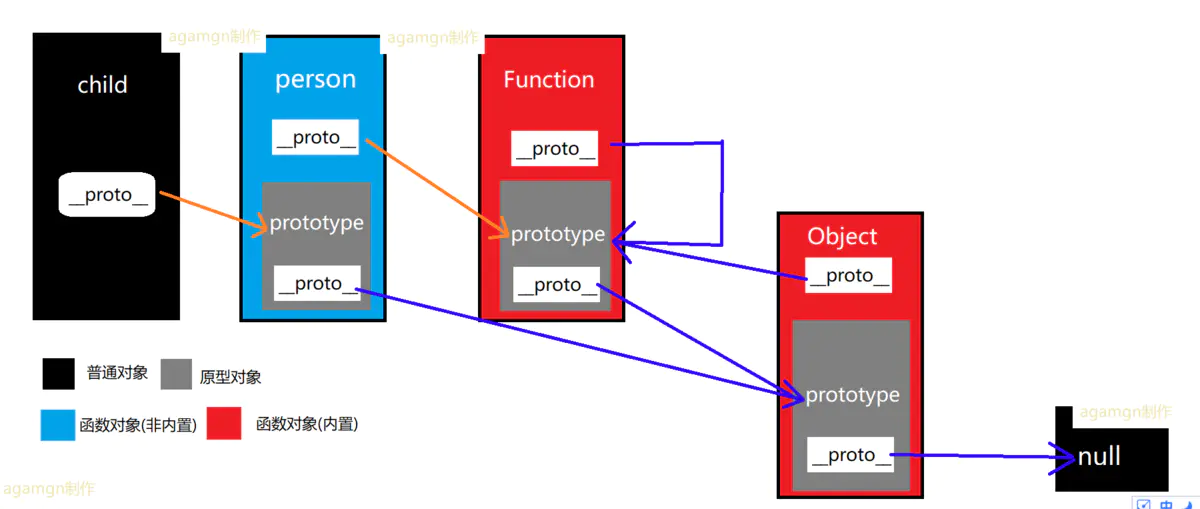 agamgn制作
agamgn制作
child
__proto__
person
__proto__
prototype
__proto__
Function
__proto__
prototype
__proto__
Object
__proto__
prototype
__proto__
agamgn制作
null
普通对象
原型对象
函数对象(非内置)
函数对象(内置)
agamgn制作
中